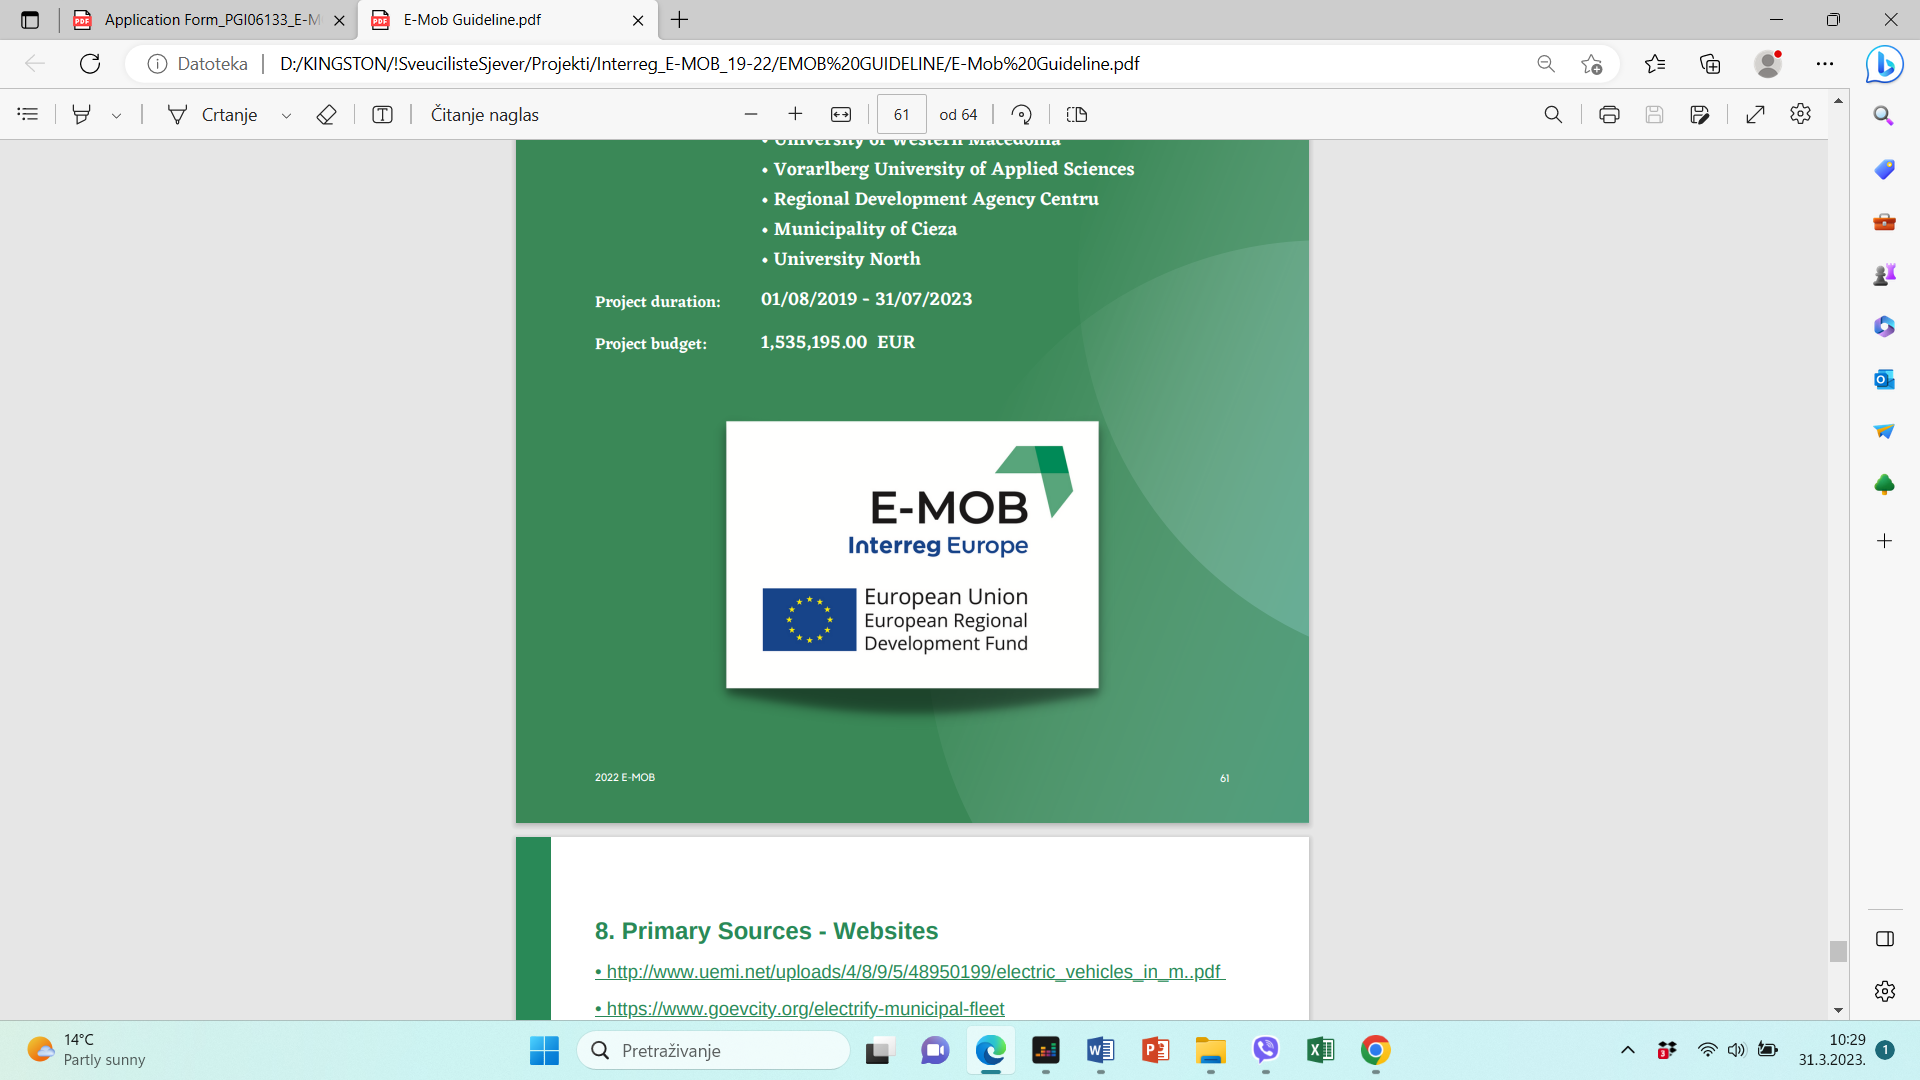 Application Form_PGI06133_E-M
E-Mob Guideline.pdf
Datoteka
D:/KINGSTON/!SveucilisteSjever/Projekti/Interreg_E-MOB_19-22/EMOB%20GUIDELINE/E-Mob%20Guideline.pdf
Crtanje
Čitanje naglas
61
od 64
• University of Western Macedonia
• Vorarlberg University of Applied Sciences
• Regional Development Agency Centru
• Municipality of Cieza
• University North
Project duration: 01/08/2019 - 31/07/2023
Project budget: 1,535,195.00 EUR
E-MOB
Interreg Europe
European Union
European Regional
Development Fund
2022 E-MOB
61
8. Primary Sources - Websites
• http://www.uemi.net/uploads/4/8/9/5/48950199/electric_vehicles_in_m..pdf
• https://www.goevcity.org/electrify-municipal-fleet
14°C
Partly sunny
Pretraživanje
3
10:29
31.3.2023.
1